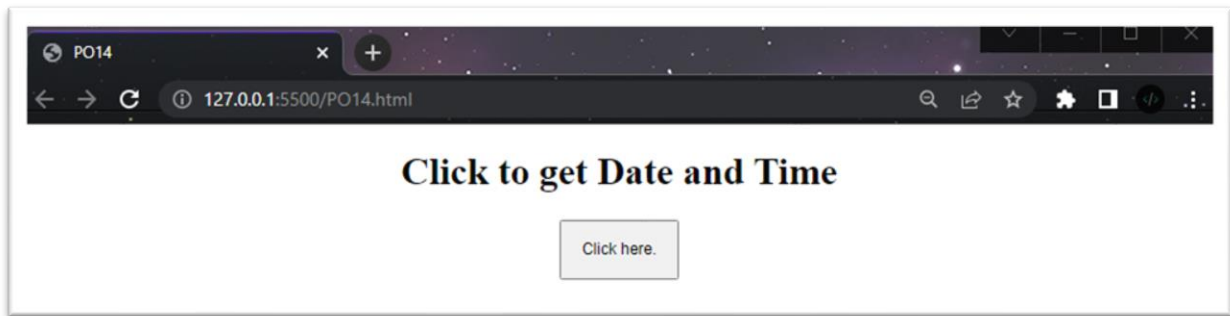 PO14
127.0.0.1:5500/PO14.html
Click to get Date and Time
Click here.